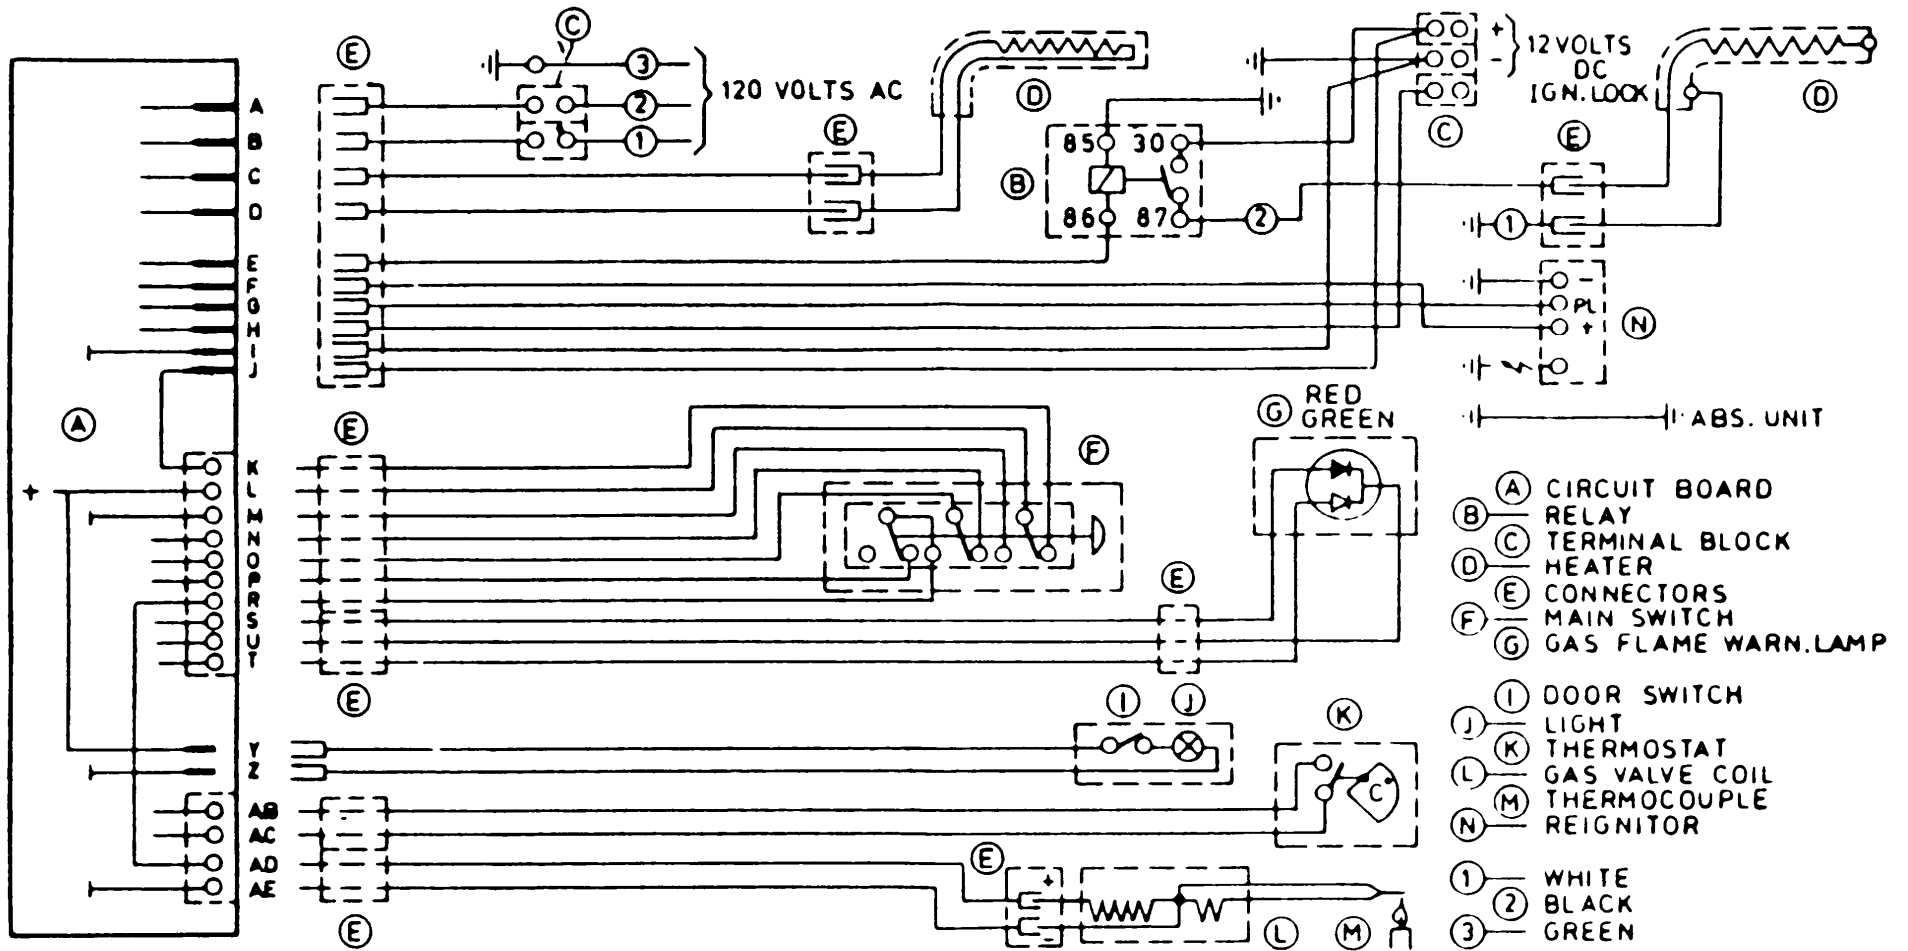 C
E
3
2
1
120 VOLTS AC
D
E
85 30
86 87
B
2
+
-
12 VOLTS
DC
IGN. LOCK
C
D
E
1
-
PL
+
N
ABS. UNIT
A
B
C
D
E
F
G
H
I
J
A
E
+
K
L
M
N
O
P
R
S
U
T
E
F
G
RED
GREEN
E
I
J
K
C
Y
Z
AB
AC
AD
AE
E
E
+
-
L
M
A CIRCUIT BOARD
B RELAY
C TERMINAL BLOCK
D HEATER
E CONNECTORS
F MAIN SWITCH
G GAS FLAME WARN. LAMP
I DOOR SWITCH
J LIGHT
K THERMOSTAT
L GAS VALVE COIL
M THERMOCOUPLE
N REIGNITOR
1 WHITE
2 BLACK
3 GREEN